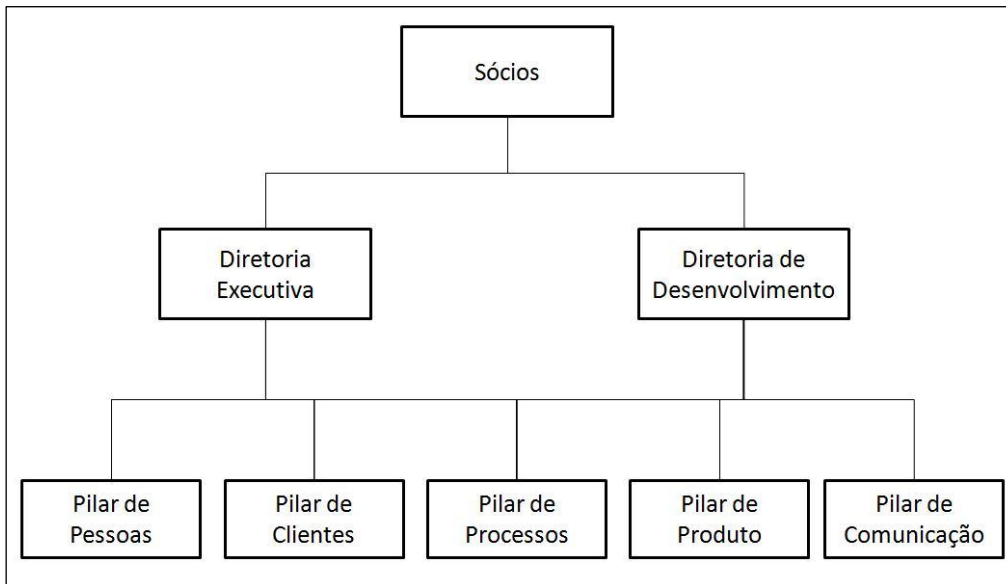 Sócios
Diretoria
Executiva
Diretoria de
Desenvolvimento
Pilar de
Pessoas
Pilar de
Clientes
Pilar de
Processos
Pilar de
Produto
Pilar de
Comunicação